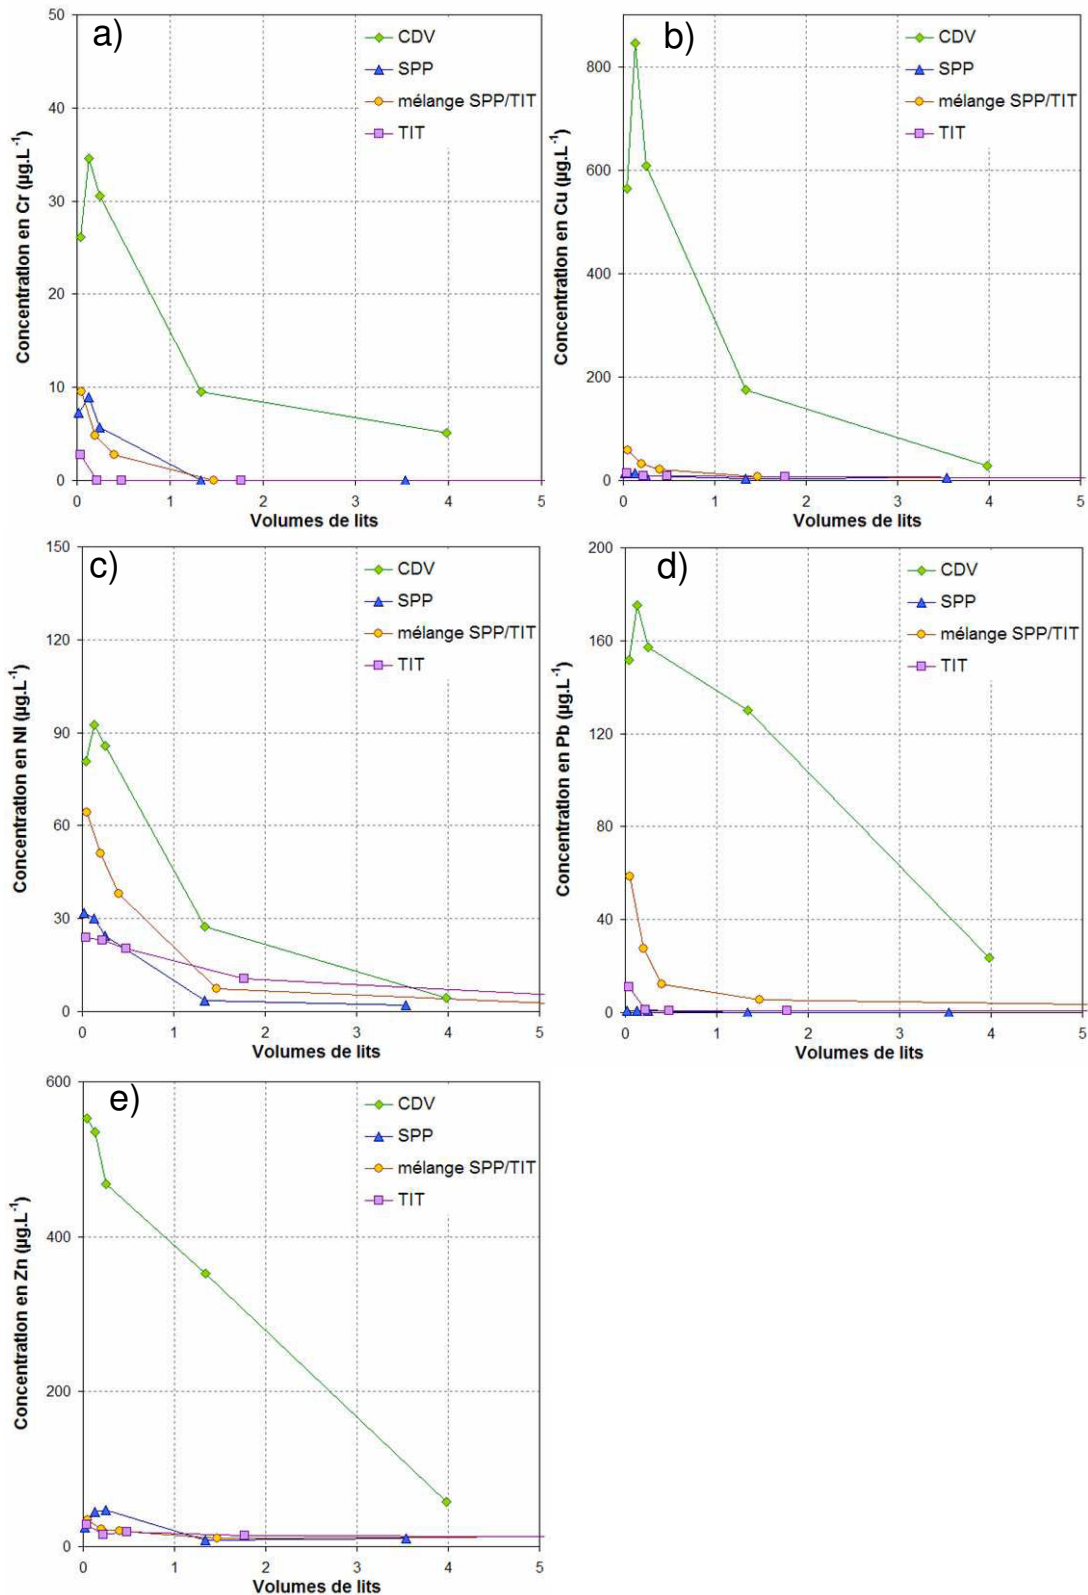 a)
50
40
30
20
10
0
Concentration en Cr (µg.L⁻¹)
CDV
SPP
mélange SPP/TIT
TIT
0 1 2 3 4 5
Volumes de lits
b)
800
600
400
200
0
Concentration en Cu (µg.L⁻¹)
CDV
SPP
mélange SPP/TIT
TIT
0 1 2 3 4 5
Volumes de lits
c)
150
120
90
60
30
0
Concentration en NI (µg.L⁻¹)
CDV
SPP
mélange SPP/TIT
TIT
0 1 2 3 4 5
Volumes de lits
d)
200
160
120
80
40
0
Concentration en Pb (µg.L⁻¹)
CDV
SPP
mélange SPP/TIT
TIT
0 1 2 3 4 5
Volumes de lits
e)
600
400
200
0
Concentration en Zn (µg.L⁻¹)
CDV
SPP
mélange SPP/TIT
TIT
0 1 2 3 4 5
Volumes de lits